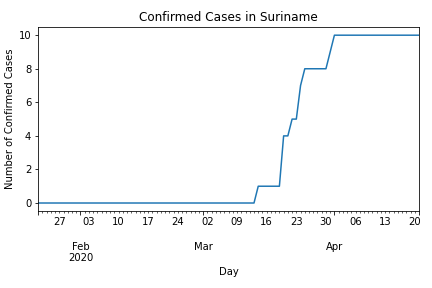 Confirmed Cases in Suriname
Number of Confirmed Cases
10
8
6
4
2
0
27 03 10 17 24 02 09 16 23 30 06 13 20
Feb Mar Apr
2020
Day